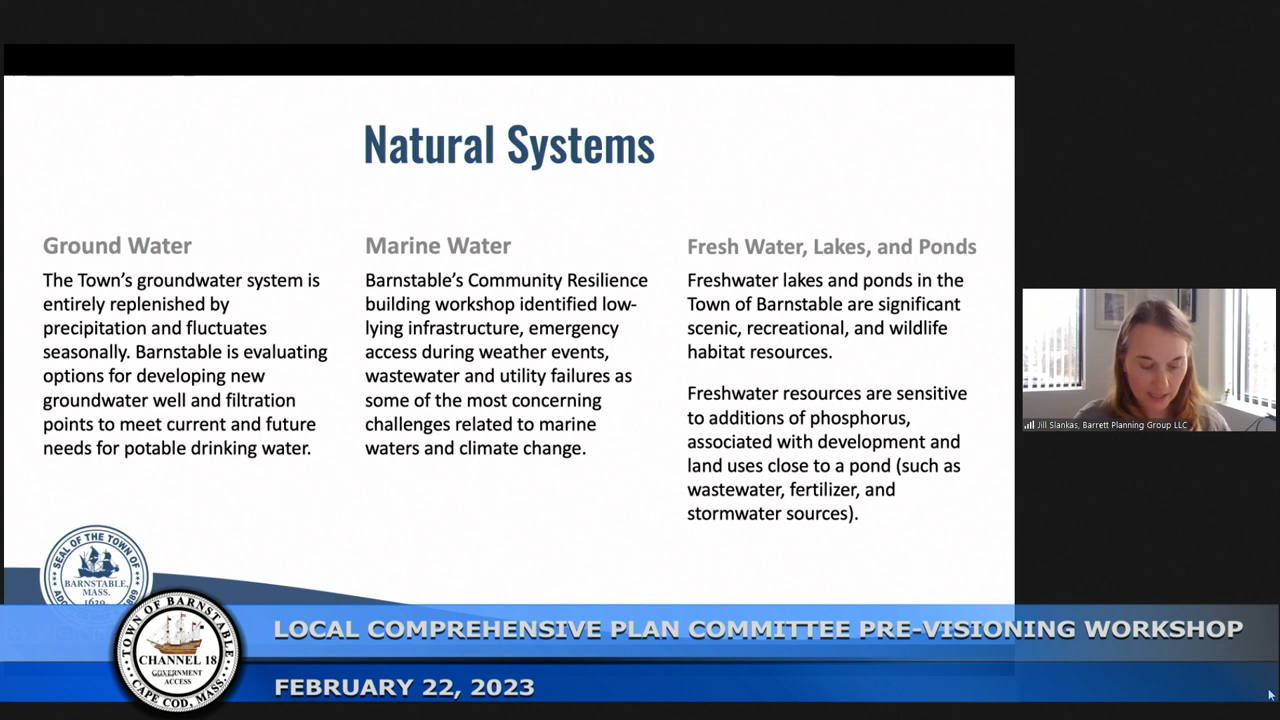 Natural Systems
Ground Water
The Town's groundwater system is
entirely replenished by
precipitation and fluctuates
seasonally. Barnstable is evaluating
options for developing new
groundwater well and filtration
points to meet current and future
needs for potable drinking water.
Marine Water
Barnstable's Community Resilience
building workshop identified low-
lying infrastructure, emergency
access during weather events,
wastewater and utility failures as
some of the most concerning
challenges related to marine
waters and climate change.
Fresh Water, Lakes, and Ponds
Freshwater lakes and ponds in the
Town of Barnstable are significant
scenic, recreational, and wildlife
habitat resources.
Freshwater resources are sensitive
to additions of phosphorus,
associated with development and
land uses close to a pond (such as
wastewater, fertilizer, and
stormwater sources).
Jill Slankas, Barrett Planning Group LLC
SEAL OF THE TOWN OF
BARNSTABLE,
MASS.
1639
TOWN OF BARNSTABLE
CHANNEL 18
GOVERNMENT
ACCESS
CAPE COD, MASS.
LOCAL COMPREHENSIVE PLAN COMMITTEE PRE-VISIONING WORKSHOP
FEBRUARY 22, 2023